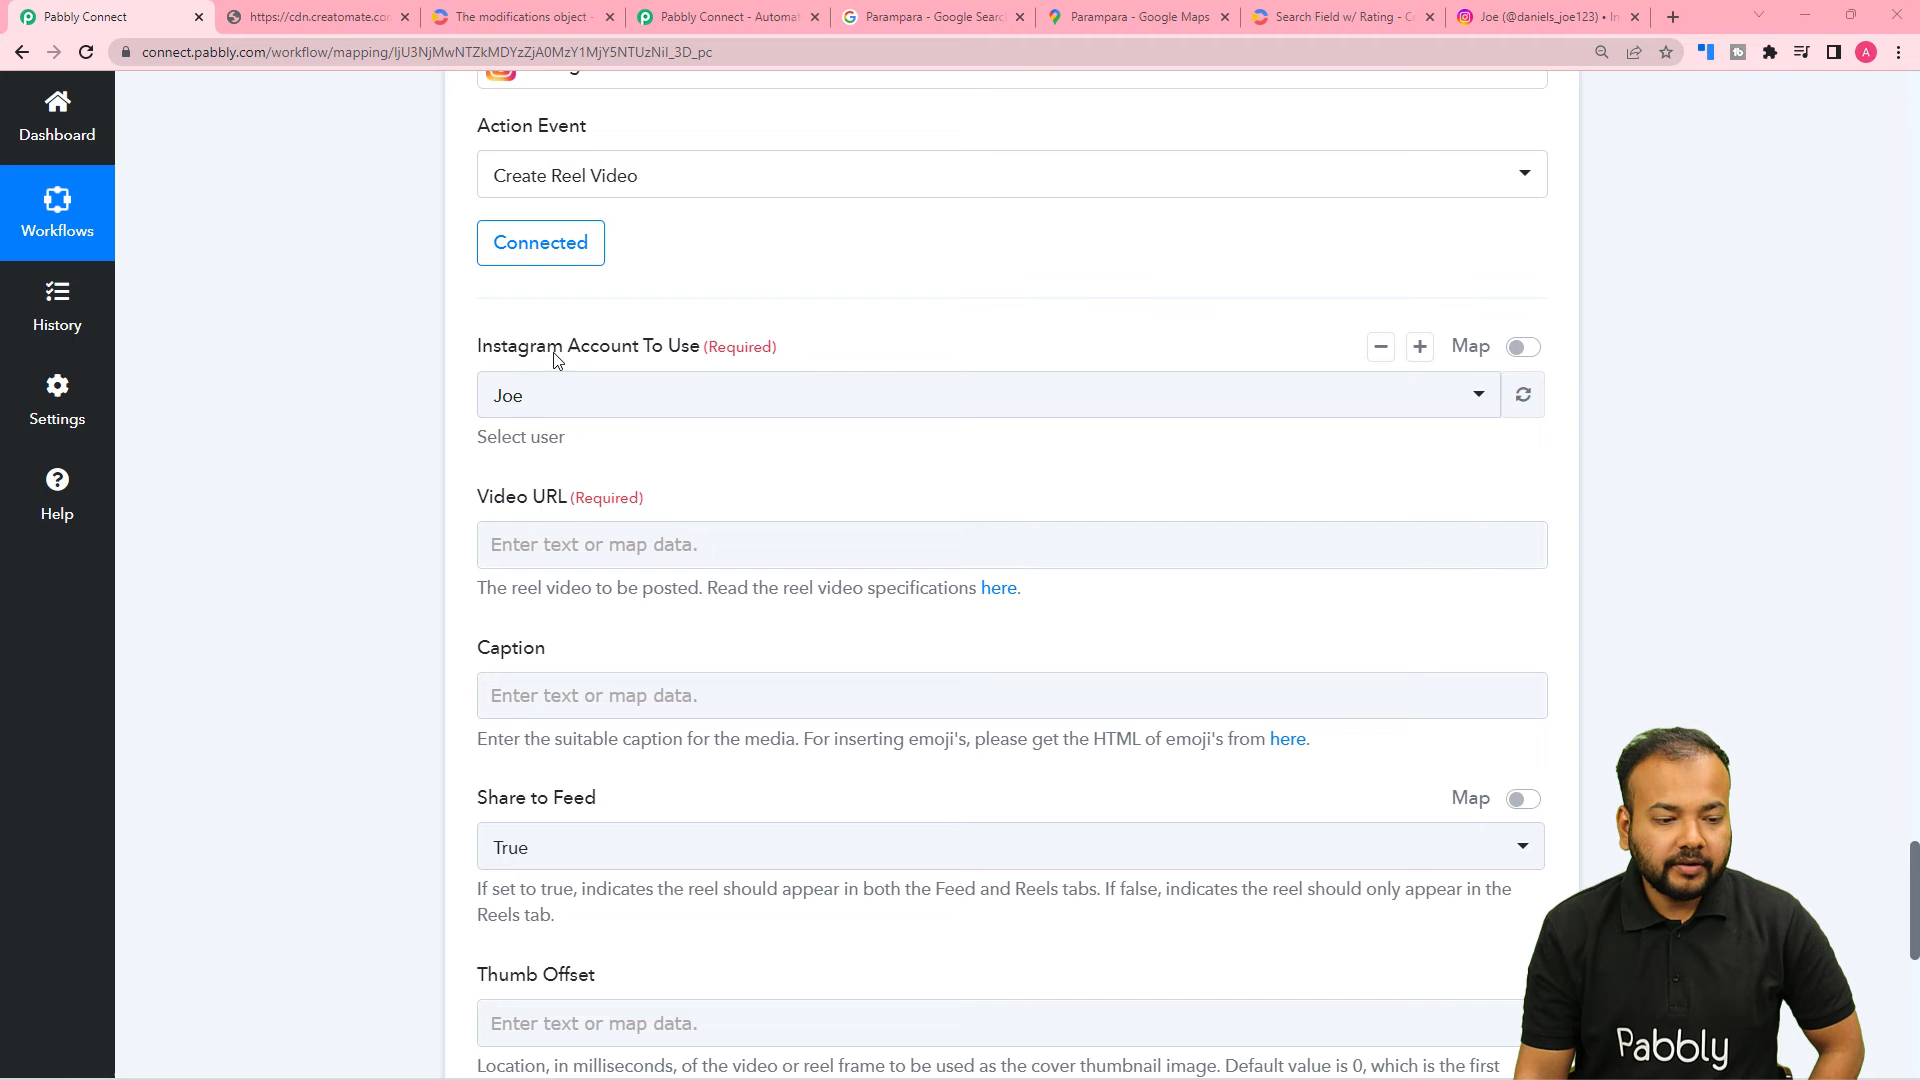 Pabbly Connect
https://cdn.creatomate.co
The modifications object -
Pabbly Connect - Automat
Parampara - Google Searc
Parampara - Google Maps
Search Field w/ Rating - C
Joe (@daniels_joe123) • In
connect.pabbly.com/workflow/mapping/IjU3NjMwNTZkMDYzZjA0MzY1MjY5NTUzNiI_3D_pc
A
Dashboard
Workflows
History
Settings
Help
Action Event
Create Reel Video
Connected
Instagram Account To Use (Required)
Map
Joe
Select user
Video URL (Required)
Enter text or map data.
The reel video to be posted. Read the reel video specifications here.
Caption
Enter text or map data.
Enter the suitable caption for the media. For inserting emoji's, please get the HTML of emoji's from here.
Share to Feed
Map
True
If set to true, indicates the reel should appear in both the Feed and Reels tabs. If false, indicates the reel should only appear in the
Reels tab.
Thumb Offset
Enter text or map data.
Location, in milliseconds, of the video or reel frame to be used as the cover thumbnail image. Default value is 0, which is the first
Pabbly